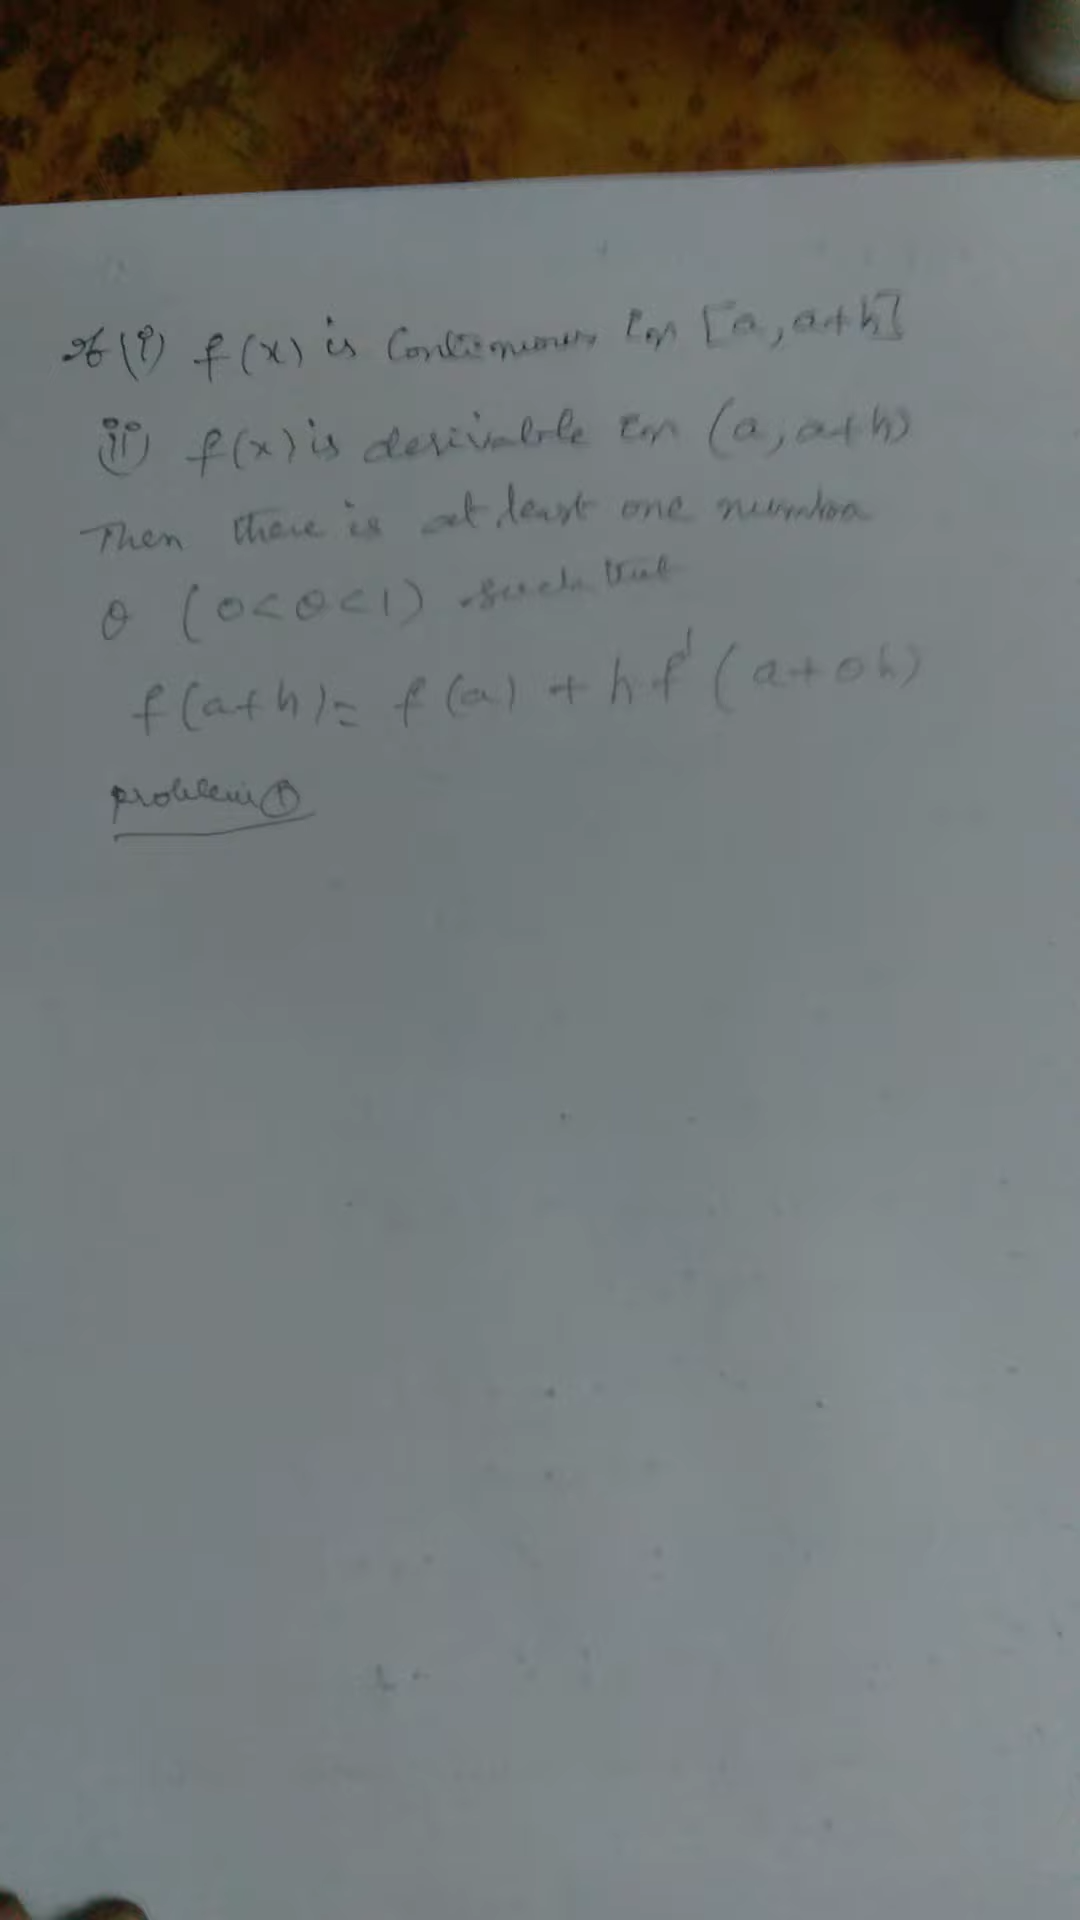 If (i) f(x) is Continuous in [a, a+h]
(ii) f(x) is derivable in (a, a+h)
Then there is at least one number
θ (0<θ<1) such that
f(a+h) = f(a) + h f'(a+θh)
problem ①